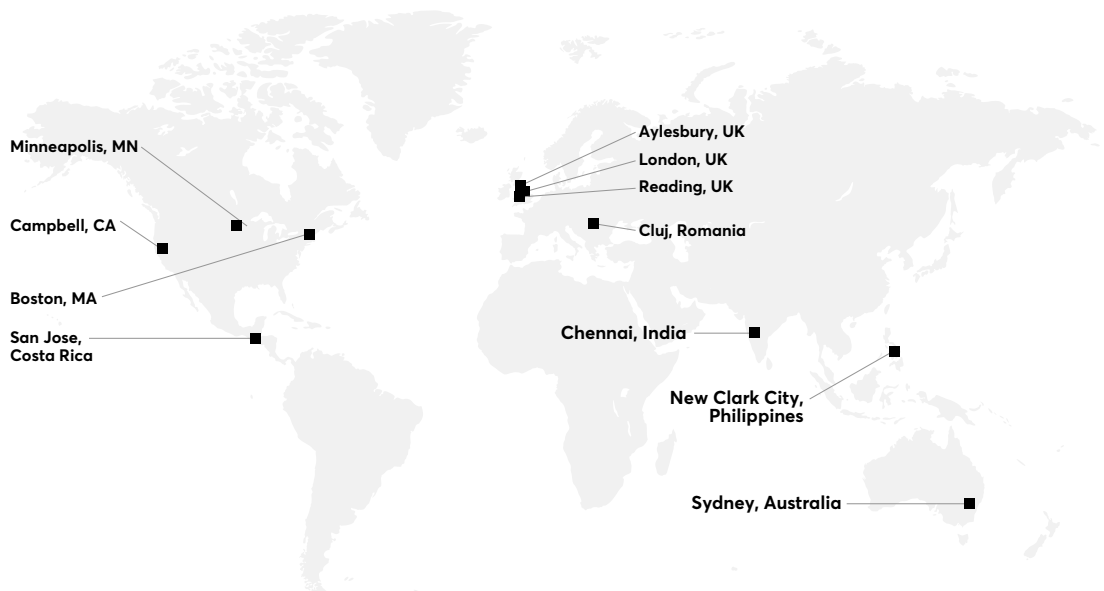 Minneapolis, MN
Campbell, CA
Boston, MA
San Jose,
Costa Rica
Aylesbury, UK
London, UK
Reading, UK
Cluj, Romania
Chennai, India
New Clark City,
Philippines
Sydney, Australia